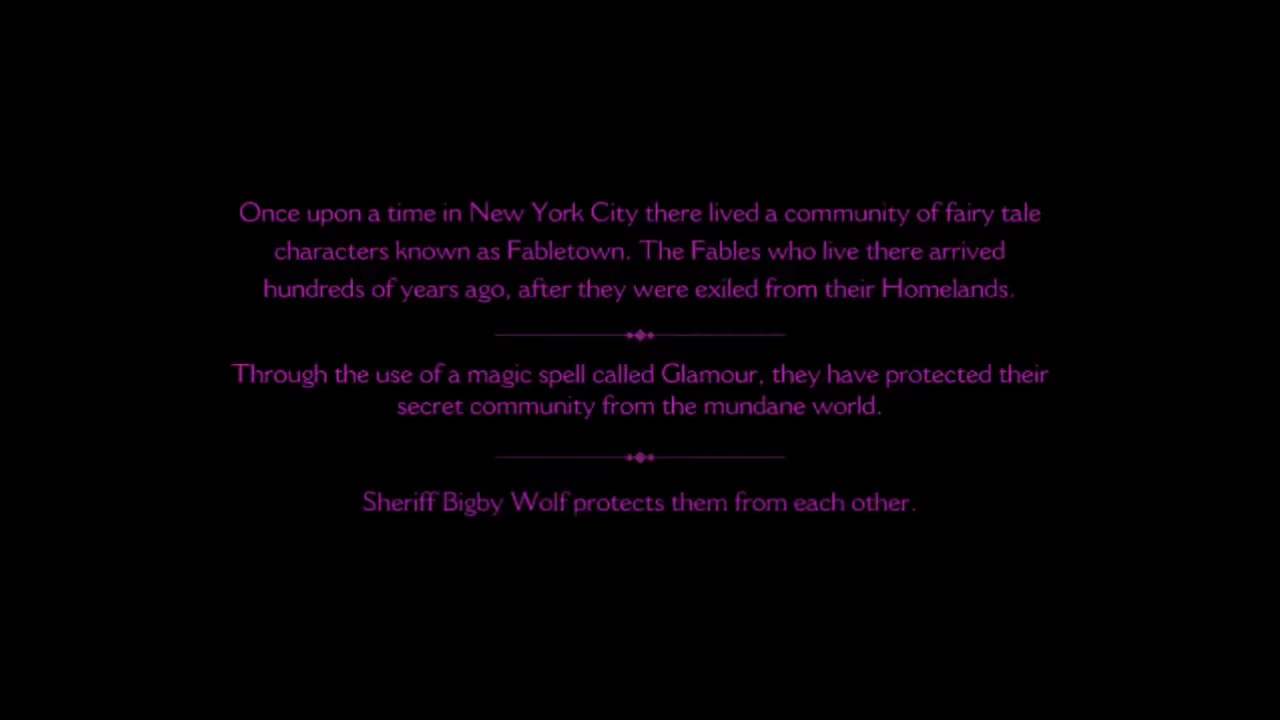 Once upon a time in New York City there lived a community of fairy tale
characters known as Fabletown. The Fables who live there arrived
hundreds of years ago, after they were exiled from their Homelands.
Through the use of a magic spell called Glamour, they have protected their
secret community from the mundane world.
Sheriff Bigby Wolf protects them from each other.